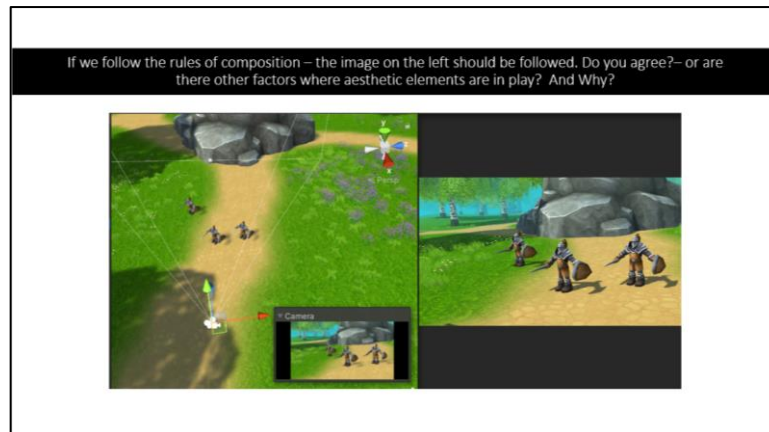 If we follow the rules of composition – the image on the left should be followed. Do you agree?– or are
there other factors where aesthetic elements are in play?  And Why?
y
z
x
Persp
Camera